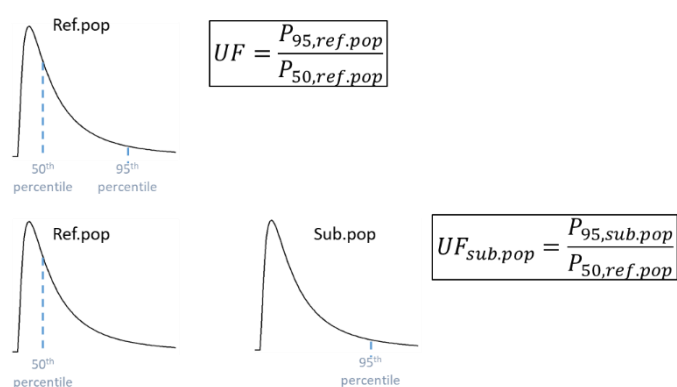 Ref.pop
UF = P95,ref.pop / P50,ref.pop
50th percentile
95th percentile
Ref.pop
50th percentile
Sub.pop
95th percentile
UFsub.pop = P95,sub.pop / P50,ref.pop